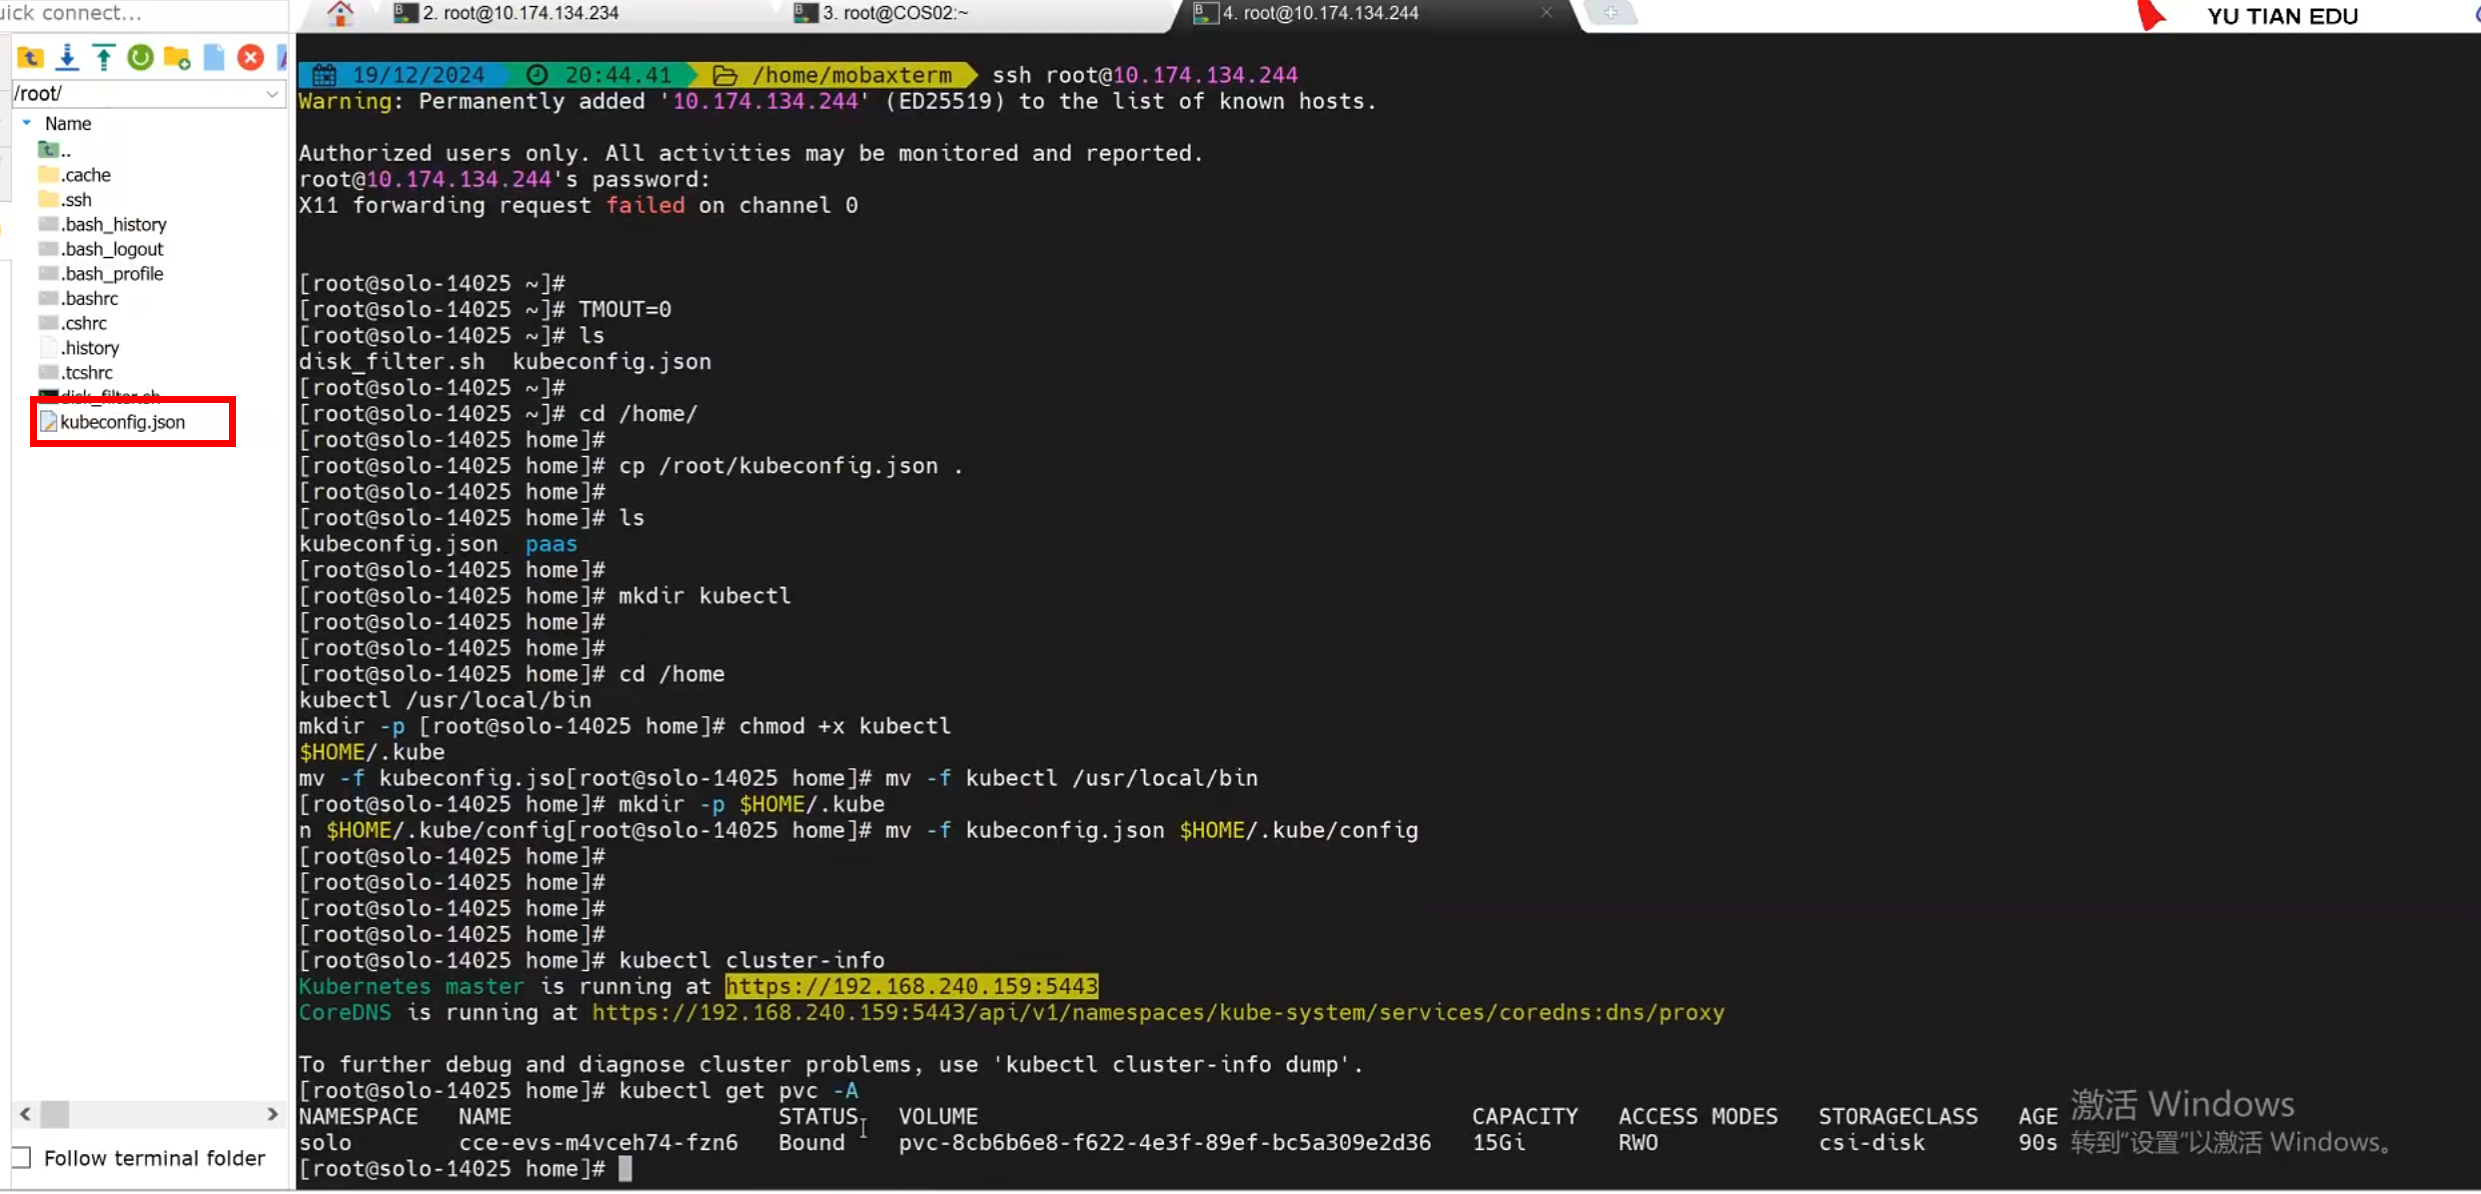 uick connect...
2. root@10.174.134.234
3. root@COS02:~
4. root@10.174.134.244
YU TIAN EDU
/root/
Name
..
.cache
.ssh
.bash_history
.bash_logout
.bash_profile
.bashrc
.cshrc
.history
.tcshrc
disk_filter.sh
kubeconfig.json
Follow terminal folder
19/12/2024 20:44.41 /home/mobaxterm ssh root@10.174.134.244
Warning: Permanently added '10.174.134.244' (ED25519) to the list of known hosts.
Authorized users only. All activities may be monitored and reported.
root@10.174.134.244's password:
X11 forwarding request failed on channel 0
[root@solo-14025 ~]#
[root@solo-14025 ~]# TMOUT=0
[root@solo-14025 ~]# ls
disk_filter.sh kubeconfig.json
[root@solo-14025 ~]#
[root@solo-14025 ~]# cd /home/
[root@solo-14025 home]#
[root@solo-14025 home]# cp /root/kubeconfig.json .
[root@solo-14025 home]#
[root@solo-14025 home]# ls
kubeconfig.json paas
[root@solo-14025 home]#
[root@solo-14025 home]# mkdir kubectl
[root@solo-14025 home]#
[root@solo-14025 home]#
[root@solo-14025 home]# cd /home
kubectl /usr/local/bin
mkdir -p [root@solo-14025 home]# chmod +x kubectl
$HOME/.kube
mv -f kubeconfig.jso[root@solo-14025 home]# mv -f kubectl /usr/local/bin
[root@solo-14025 home]# mkdir -p $HOME/.kube
n $HOME/.kube/config[root@solo-14025 home]# mv -f kubeconfig.json $HOME/.kube/config
[root@solo-14025 home]#
[root@solo-14025 home]#
[root@solo-14025 home]#
[root@solo-14025 home]#
[root@solo-14025 home]# kubectl cluster-info
Kubernetes master is running at https://192.168.240.159:5443
CoreDNS is running at https://192.168.240.159:5443/api/v1/namespaces/kube-system/services/coredns:dns/proxy
To further debug and diagnose cluster problems, use 'kubectl cluster-info dump'.
[root@solo-14025 home]# kubectl get pvc -A
NAMESPACE NAME STATUS VOLUME CAPACITY ACCESS MODES STORAGECLASS AGE
solo cce-evs-m4vceh74-fzn6 Bound pvc-8cb6b6e8-f622-4e3f-89ef-bc5a309e2d36 15Gi RWO csi-disk 90s
[root@solo-14025 home]#
激活 Windows
转到"设置"以激活 Windows。